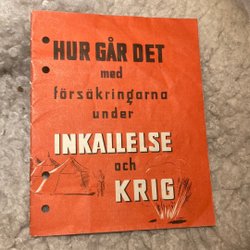 HUR GÅR DET
med
försäkringarna
under
INKALLELSE
och
KRIG